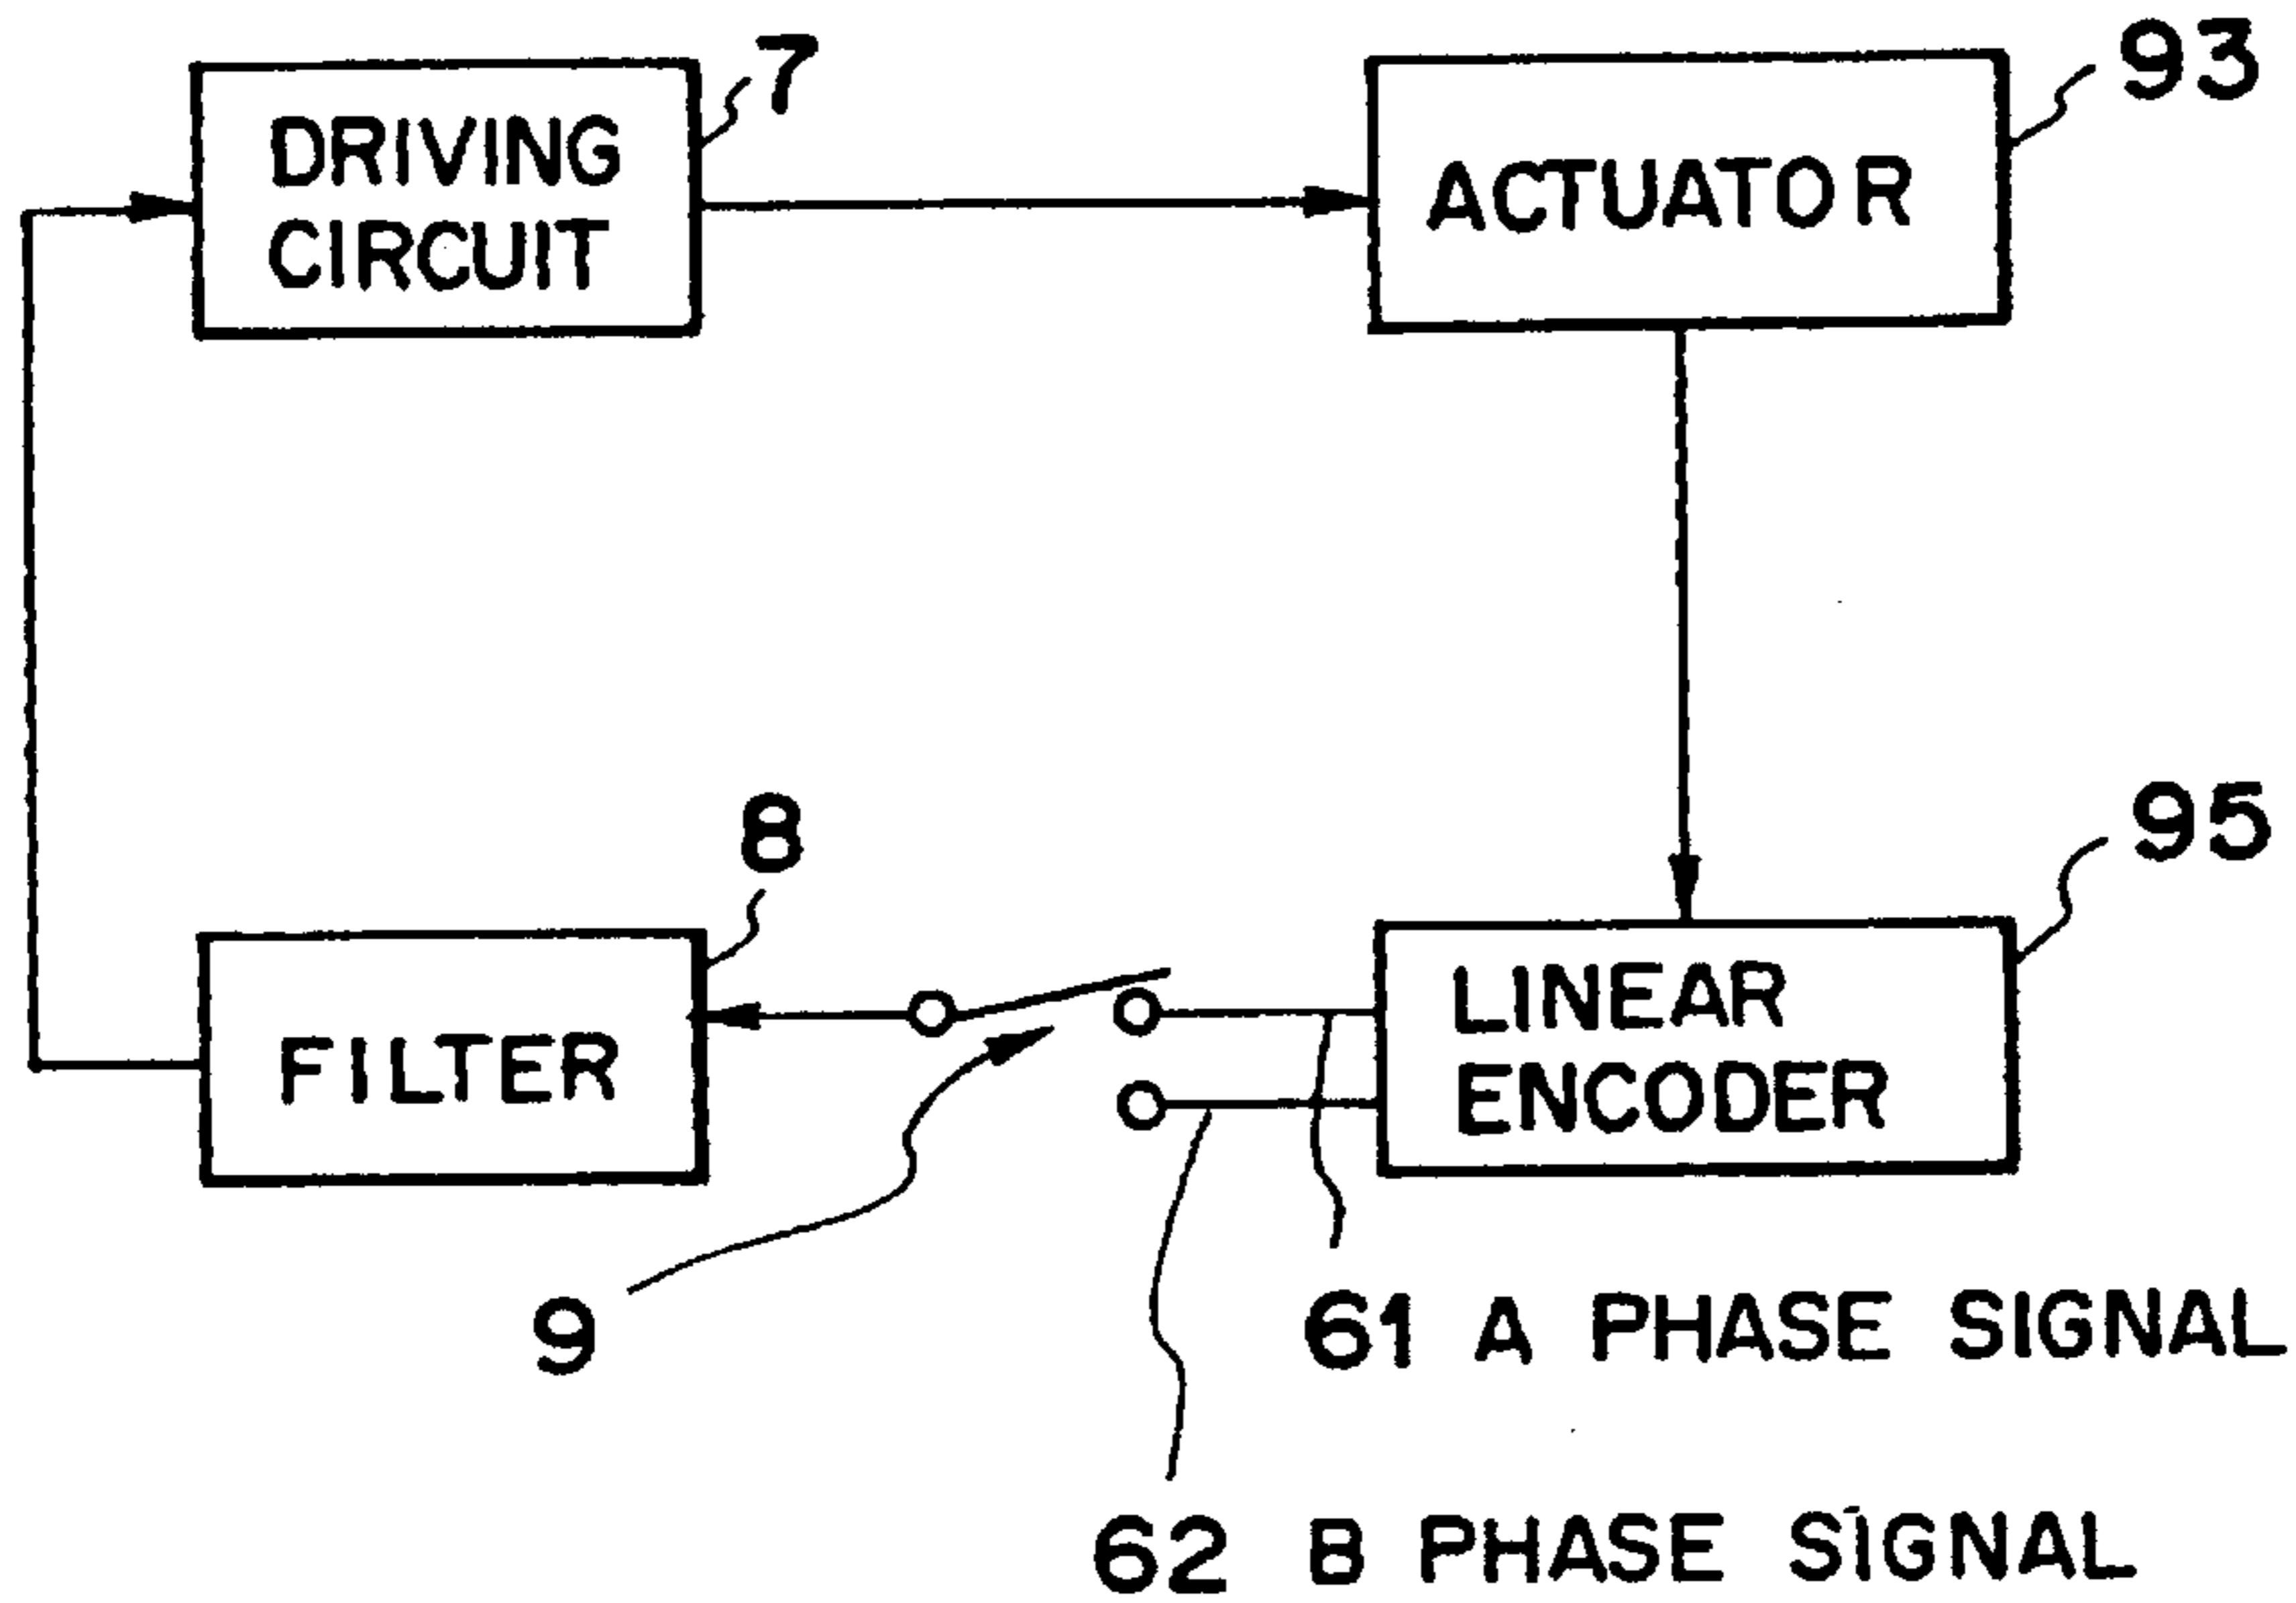 7
93
DRIVING
CIRCUIT
ACTUATOR
8
95
FILTER
LINEAR
ENCODER
9
61 A PHASE SIGNAL
62 B PHASE SIGNAL